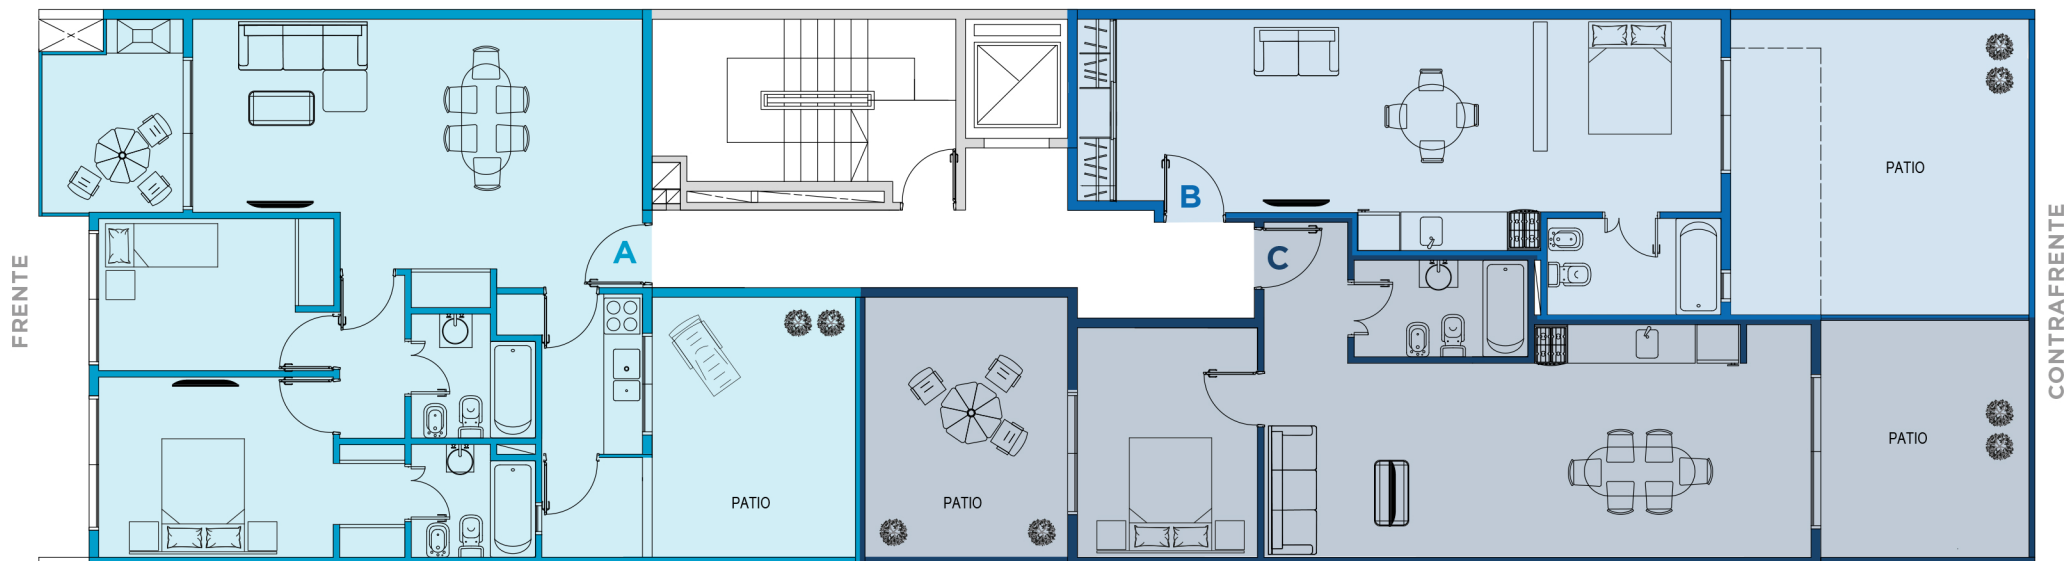 FRENTE
A
B
C
PATIO
PATIO
PATIO
PATIO
CONTRAFRENTE